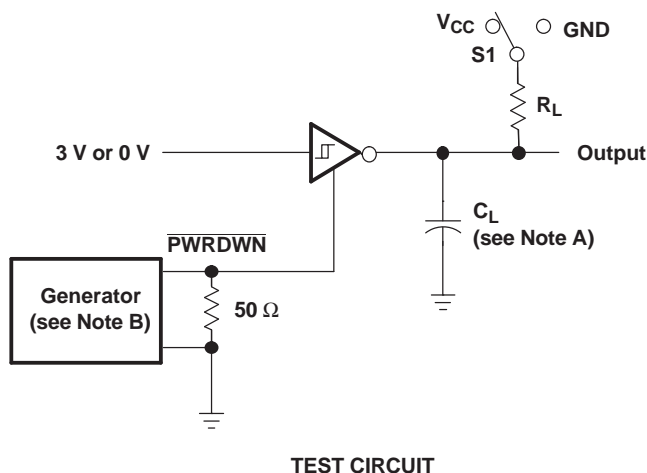 VCC
GND
S1
RL
3 V or 0 V
Output
CL
(see Note A)
PWRDWN
Generator
(see Note B)
50 Ω
TEST CIRCUIT